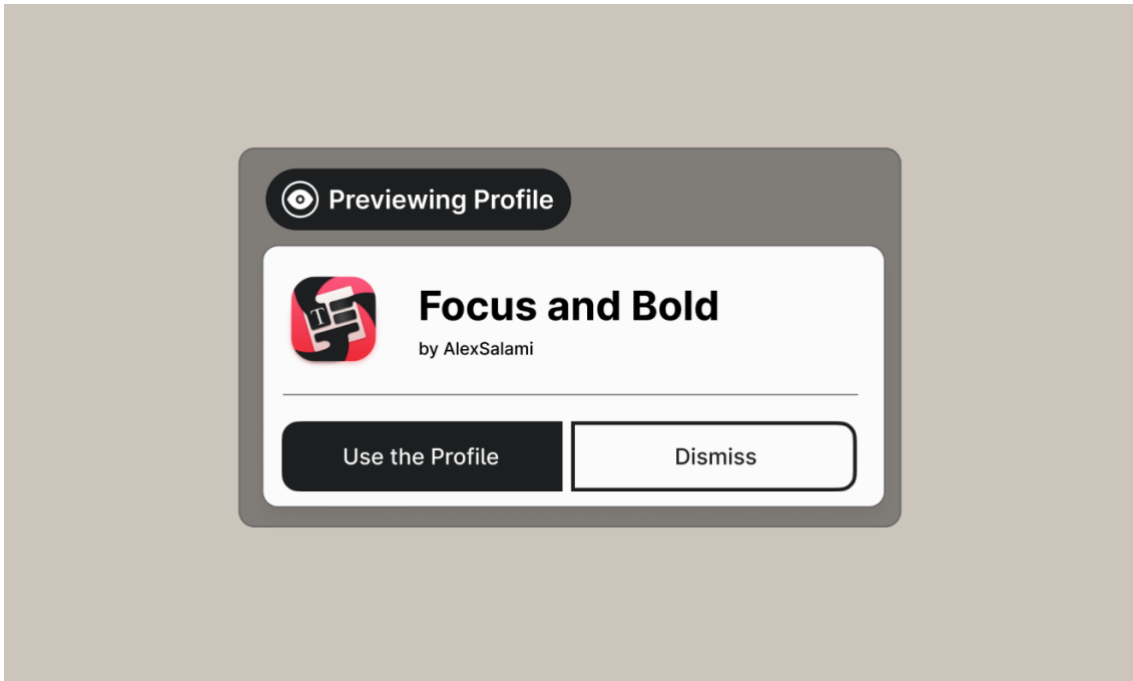 Previewing Profile
T
Focus and Bold
by AlexSalami
Use the Profile
Dismiss